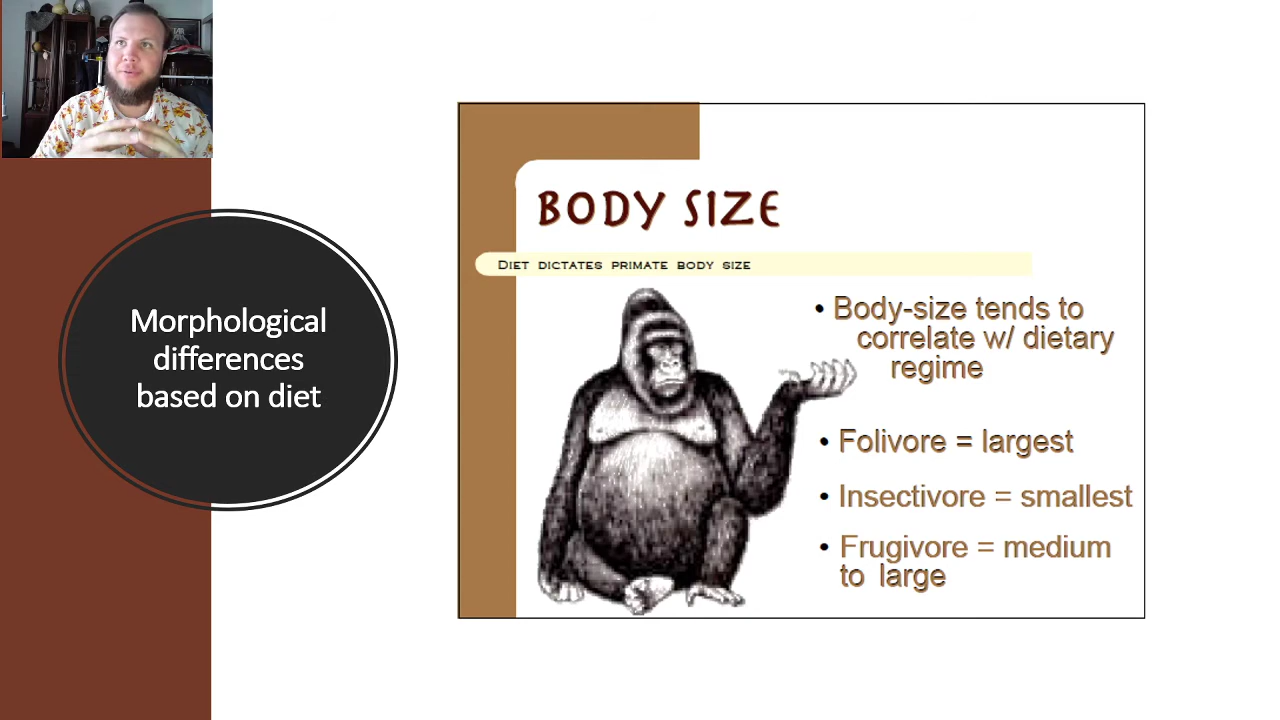 Morphological
differences
based on diet
BODY SIZE
DIET DICTATES PRIMATE BODY SIZE
• Body-size tends to
correlate w/ dietary
regime
• Folivore = largest
• Insectivore = smallest
• Frugivore = medium
to large